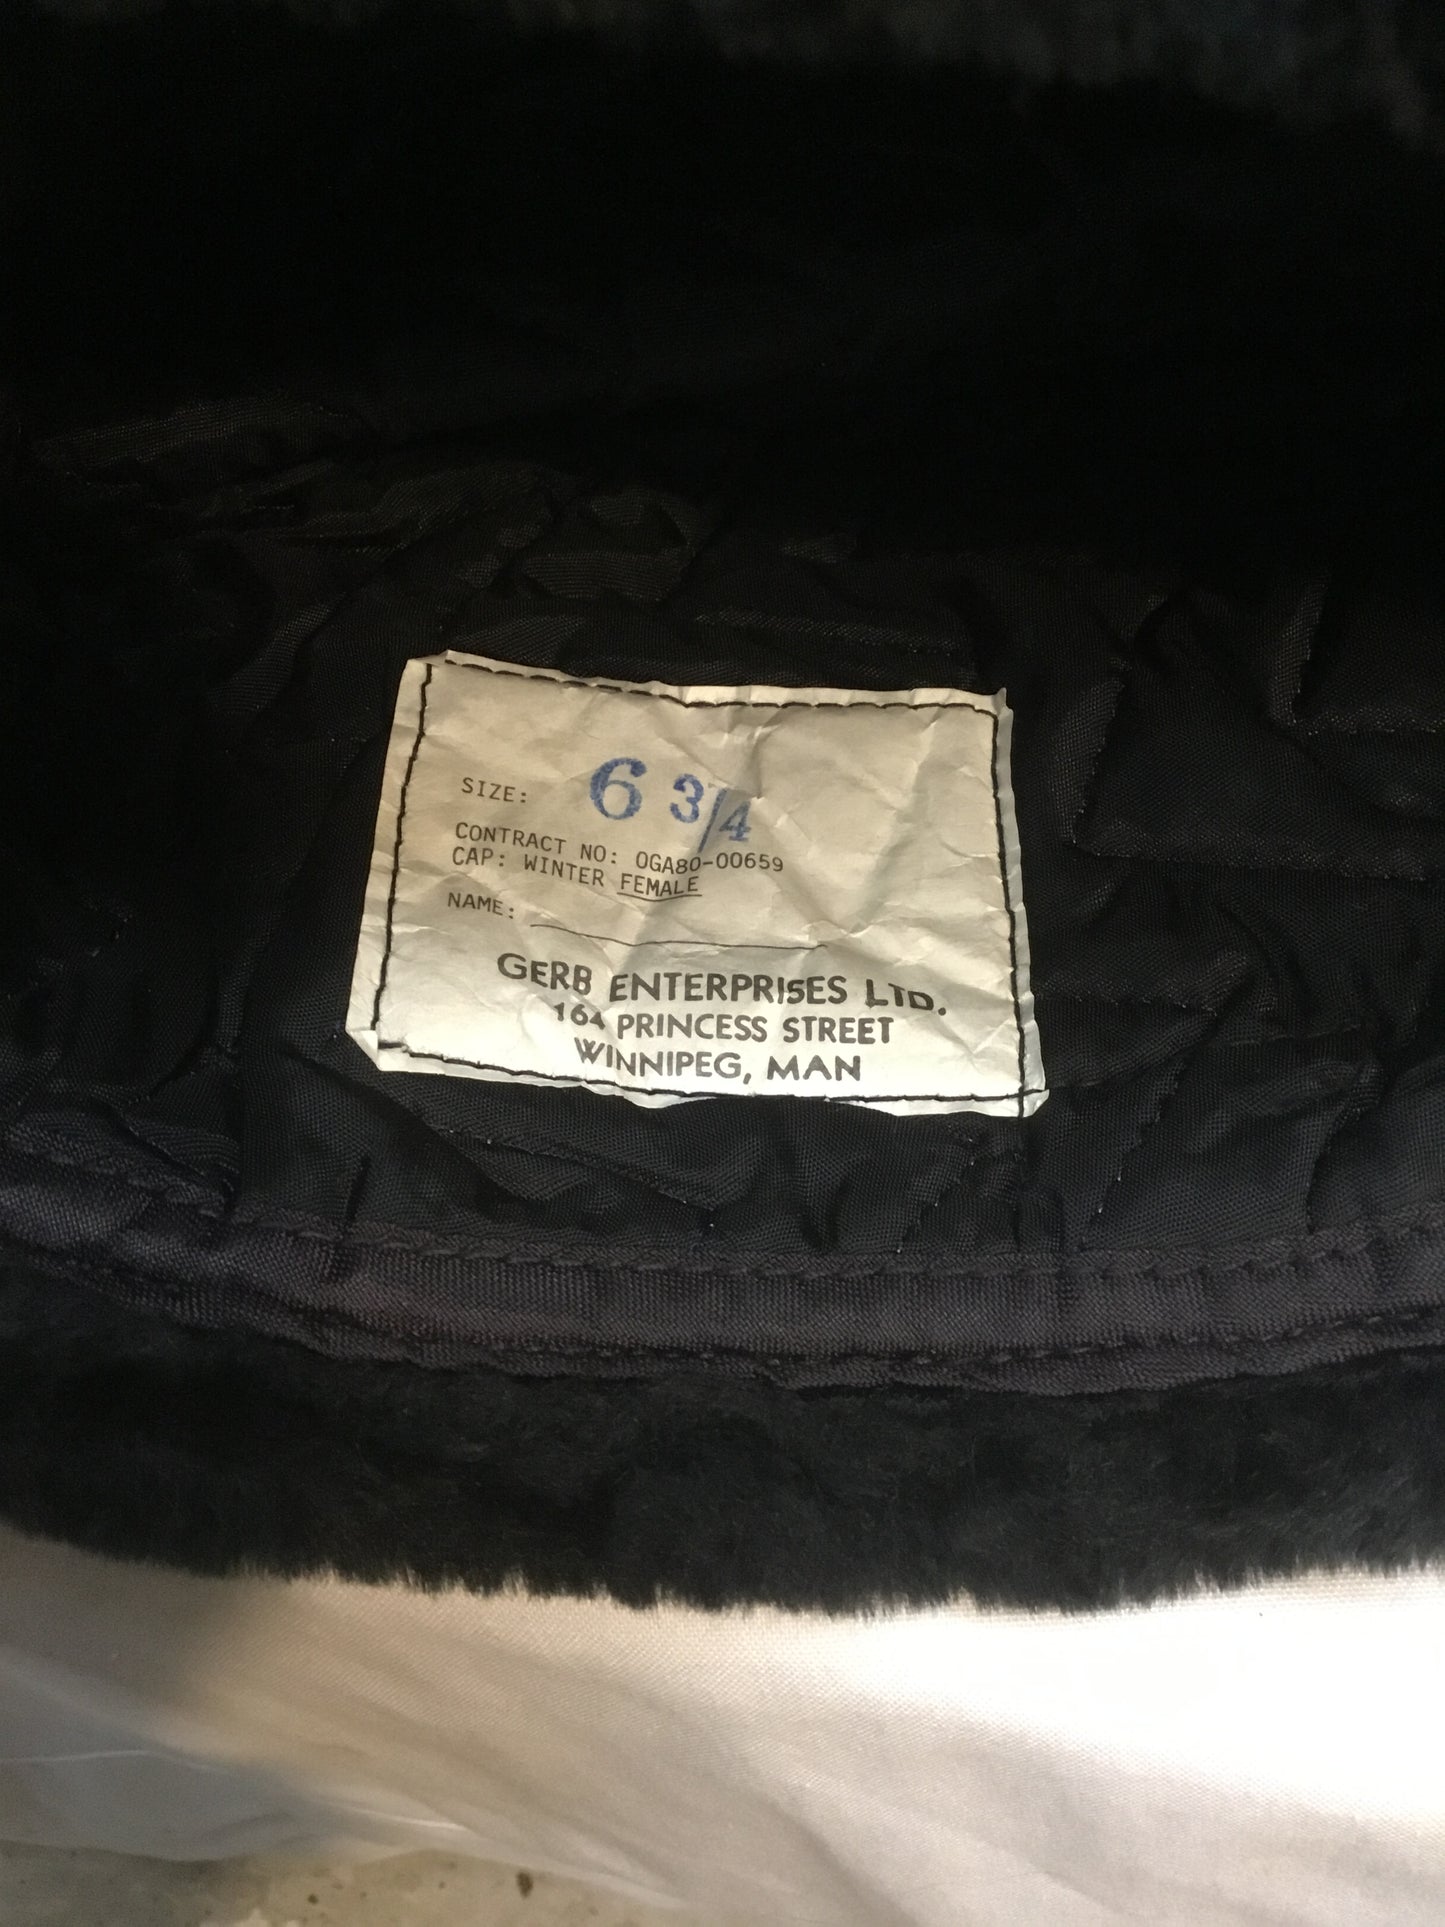 SIZE: 6 3/4
CONTRACT NO: OGA80-00659
CAP: WINTER FEMALE
NAME:
GERB ENTERPRISES LTD.
164 PRINCESS STREET
WINNIPEG, MAN